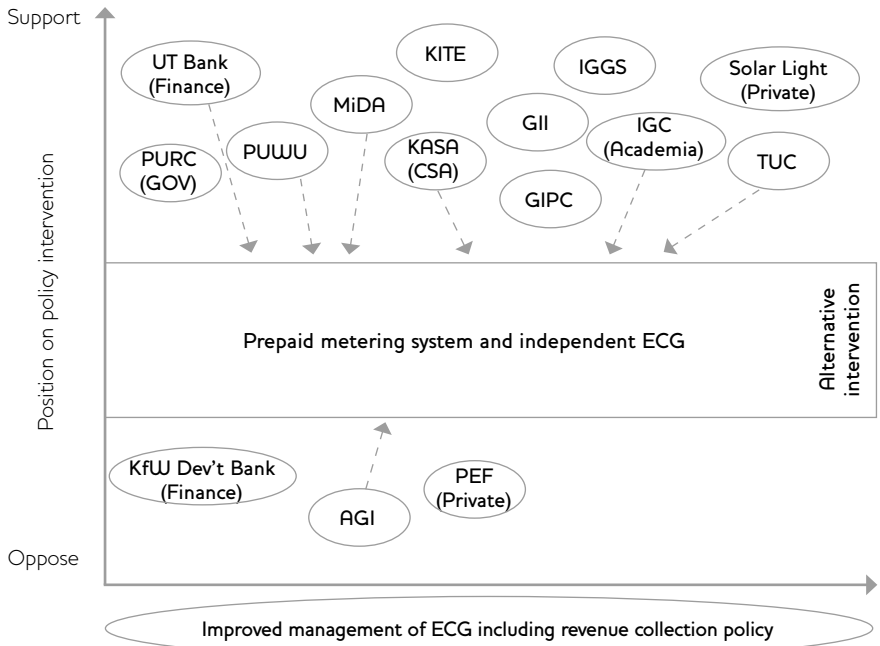 Support
UT Bank
(Finance)
KITE
IGGS
Solar Light
(Private)
MiDA
GII
IGC
(Academia)
PURC
(GOV)
PUWU
KASA
(CSA)
TUC
GIPC
Position on policy intervention
Prepaid metering system and independent ECG
Alternative
intervention
KfW Dev't Bank
(Finance)
AGI
PEF
(Private)
Oppose
Improved management of ECG including revenue collection policy